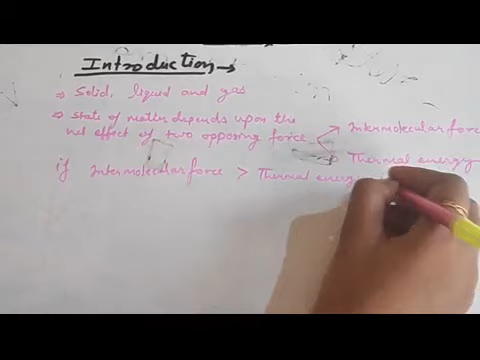 Introduction →
⇒ Solid, liquid and gas
⇒ State of matter depends upon the
net effect of two opposing force < Intermolecular force
Thermal energy
if Intermolecular force > Thermal energy